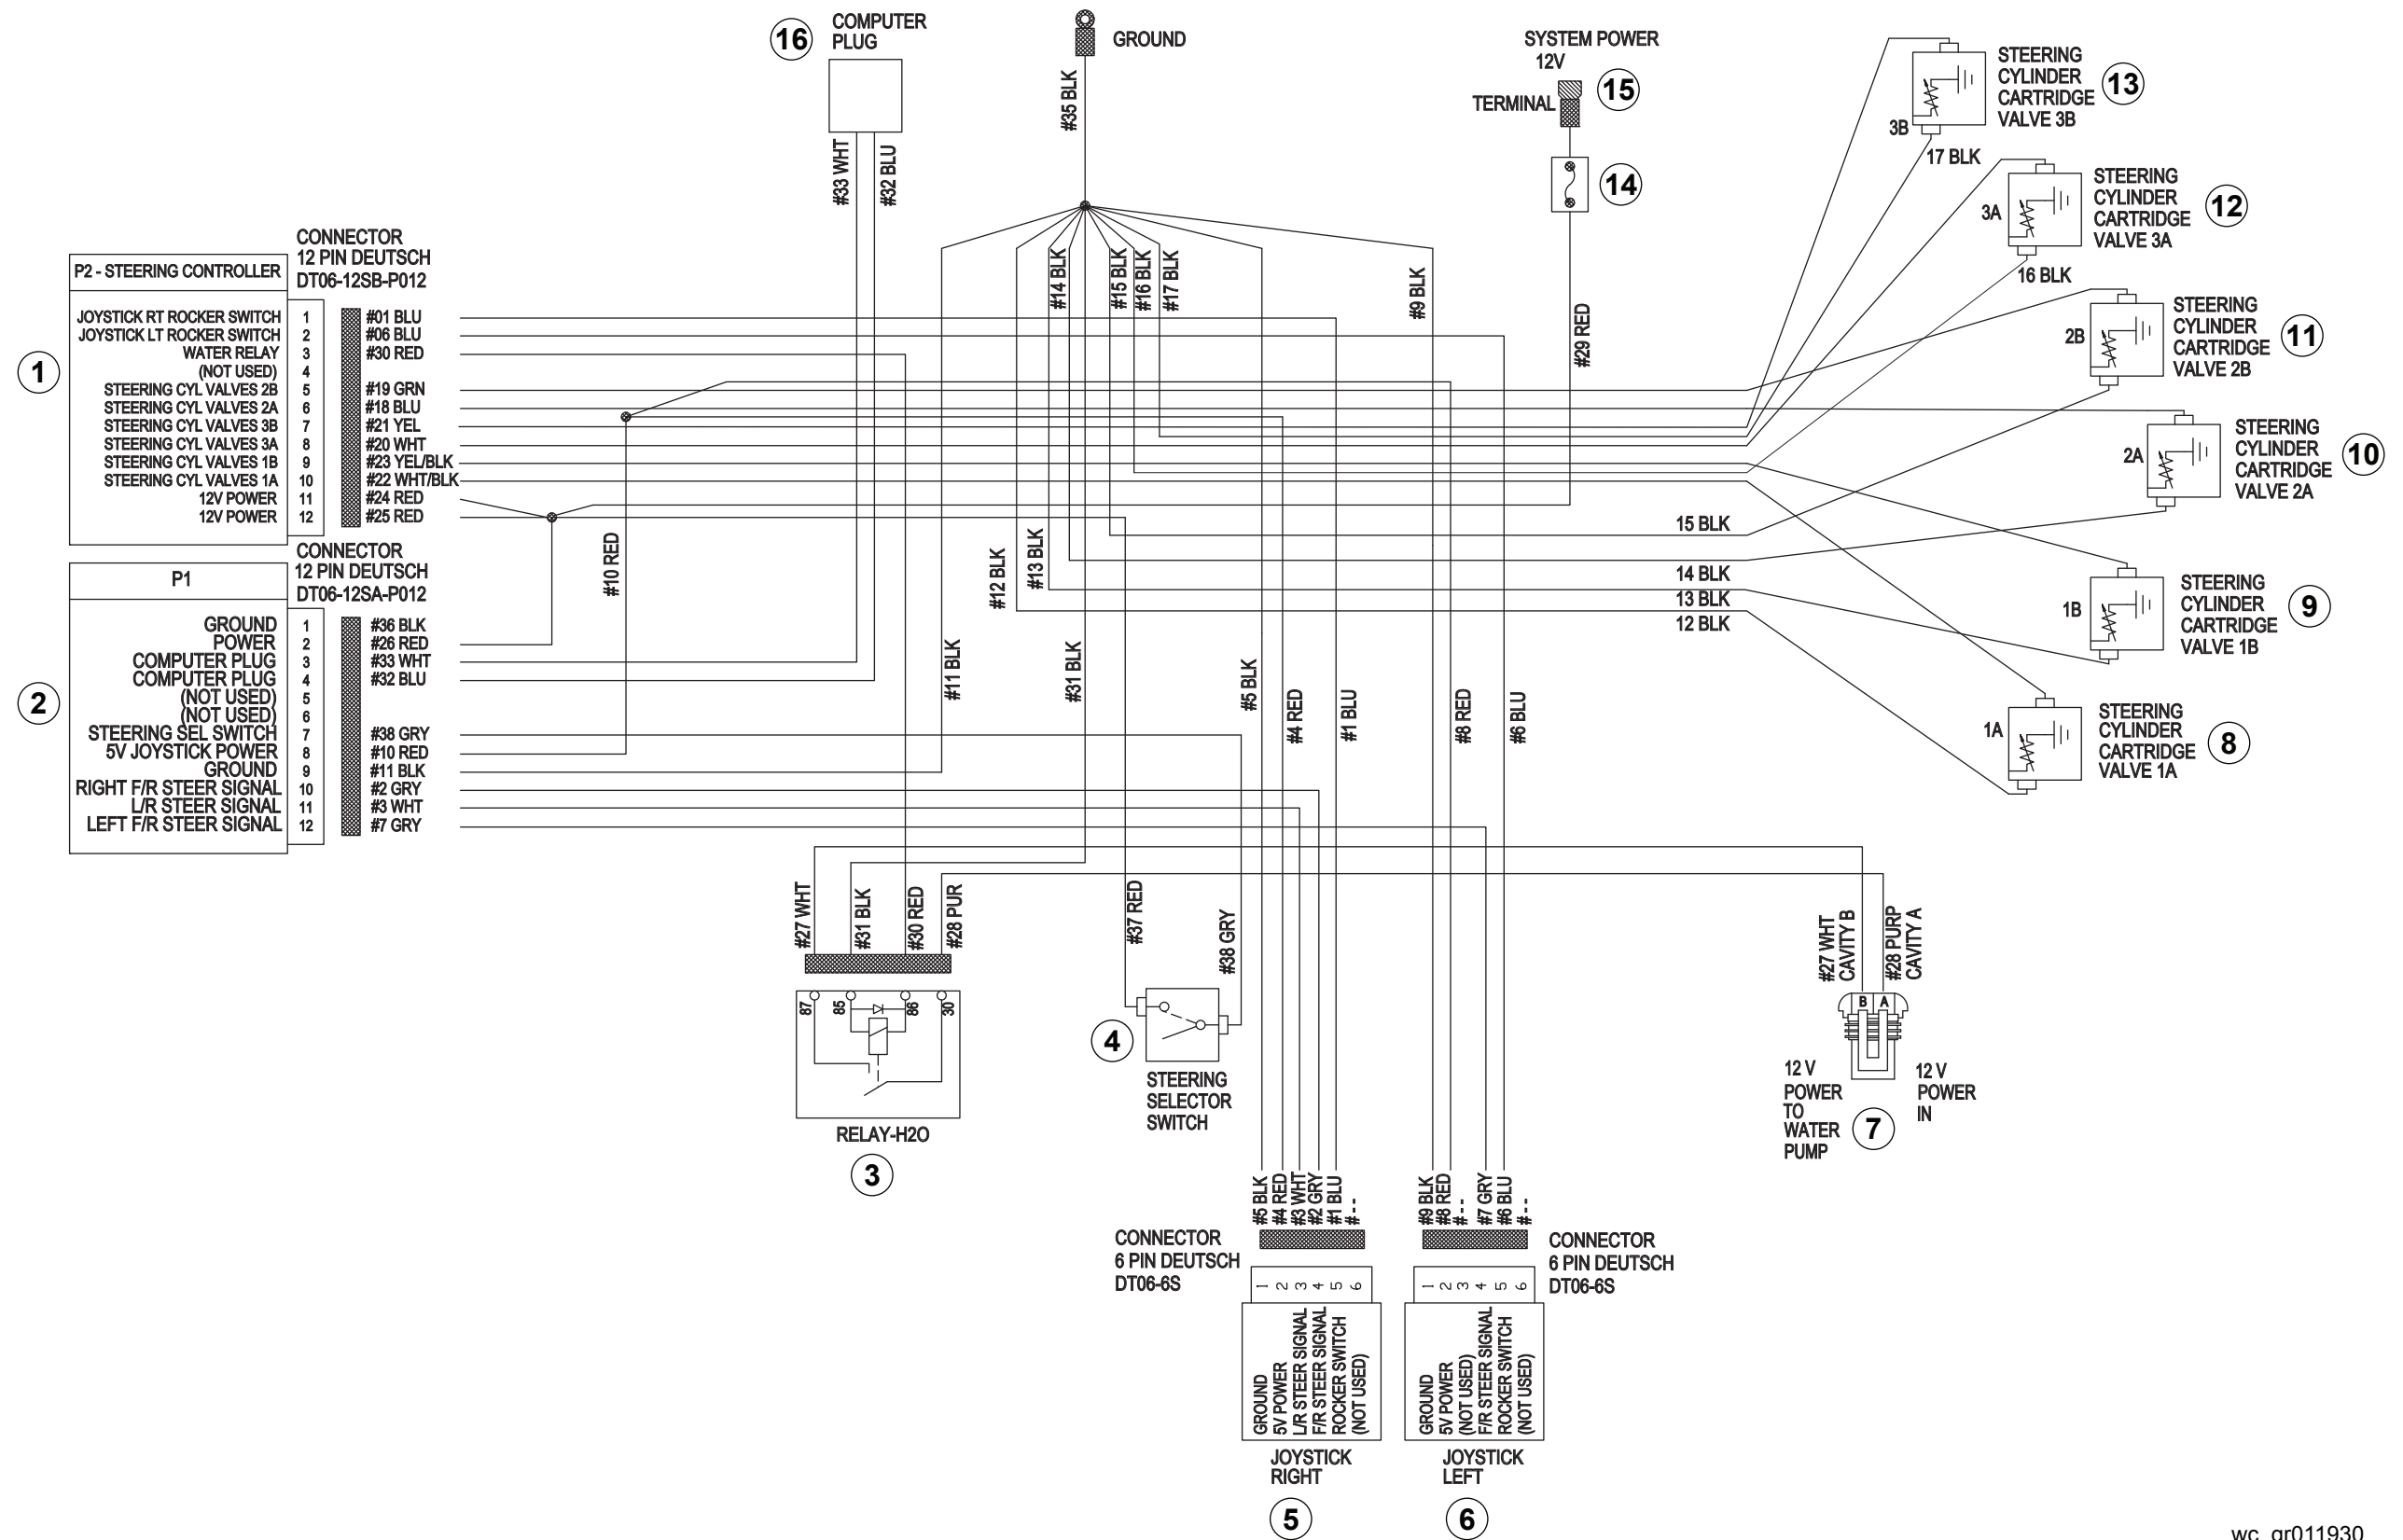 16
COMPUTER
PLUG
#33 WHT
#32 BLU
GROUND
#35 BLK
SYSTEM POWER
12V
TERMINAL
15
14
#29 RED
#14 BLK
#15 BLK
#16 BLK
#17 BLK
#9 BLK
3B
17 BLK
STEERING
CYLINDER
CARTRIDGE
VALVE 3B
13
3A
16 BLK
STEERING
CYLINDER
CARTRIDGE
VALVE 3A
12
2B
STEERING
CYLINDER
CARTRIDGE
VALVE 2B
11
2A
STEERING
CYLINDER
CARTRIDGE
VALVE 2A
10
1B
STEERING
CYLINDER
CARTRIDGE
VALVE 1B
9
1A
STEERING
CYLINDER
CARTRIDGE
VALVE 1A
8
15 BLK
14 BLK
13 BLK
12 BLK
1
P2 - STEERING CONTROLLER
CONNECTOR
12 PIN DEUTSCH
DT06-12SB-P012
JOYSTICK RT ROCKER SWITCH 1 #01 BLU
JOYSTICK LT ROCKER SWITCH 2 #06 BLU
WATER RELAY 3 #30 RED
(NOT USED) 4
STEERING CYL VALVES 2B 5 #19 GRN
STEERING CYL VALVES 2A 6 #18 BLU
STEERING CYL VALVES 3B 7 #21 YEL
STEERING CYL VALVES 3A 8 #20 WHT
STEERING CYL VALVES 1B 9 #23 YEL/BLK
STEERING CYL VALVES 1A 10 #22 WHT/BLK
12V POWER 11 #24 RED
12V POWER 12 #25 RED
2
P1
CONNECTOR
12 PIN DEUTSCH
DT06-12SA-P012
GROUND 1 #36 BLK
POWER 2 #26 RED
COMPUTER PLUG 3 #33 WHT
COMPUTER PLUG 4 #32 BLU
(NOT USED) 5
(NOT USED) 6
STEERING SEL SWITCH 7 #38 GRY
5V JOYSTICK POWER 8 #10 RED
GROUND 9 #11 BLK
RIGHT F/R STEER SIGNAL 10 #2 GRY
L/R STEER SIGNAL 11 #3 WHT
LEFT F/R STEER SIGNAL 12 #7 GRY
#10 RED
#11 BLK
#12 BLK
#13 BLK
#31 BLK
#5 BLK
#4 RED
#1 BLU
#8 RED
#6 BLU
#27 WHT
#31 BLK
#30 RED
#28 PUR
87
85
86
30
RELAY-H2O
3
#37 RED
#38 GRY
4
STEERING
SELECTOR
SWITCH
#27 WHT
CAVITY B
#28 PURP
CAVITY A
B A
12 V
POWER
TO
WATER
PUMP
12 V
POWER
IN
7
#5 BLK
#4 RED
#3 WHT
#2 GRY
#1 BLU
# - -
CONNECTOR
6 PIN DEUTSCH
DT06-6S
1 2 3 4 5 6
GROUND
5V POWER
L/R STEER SIGNAL
F/R STEER SIGNAL
ROCKER SWITCH
(NOT USED)
JOYSTICK
RIGHT
5
#9 BLK
#8 RED
# - -
#7 GRY
#6 BLU
# - -
CONNECTOR
6 PIN DEUTSCH
DT06-6S
1 2 3 4 5 6
GROUND
5V POWER
(NOT USED)
F/R STEER SIGNAL
ROCKER SWITCH
(NOT USED)
JOYSTICK
LEFT
6
wc_gr011930